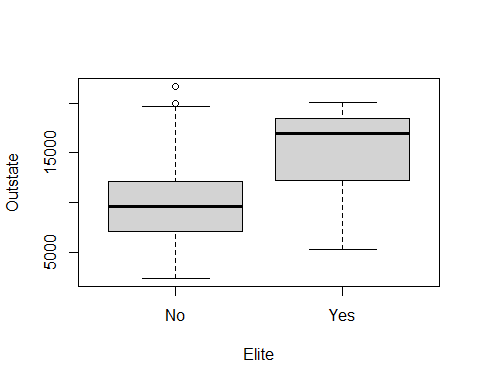 Outstate
15000
5000
No Yes
Elite